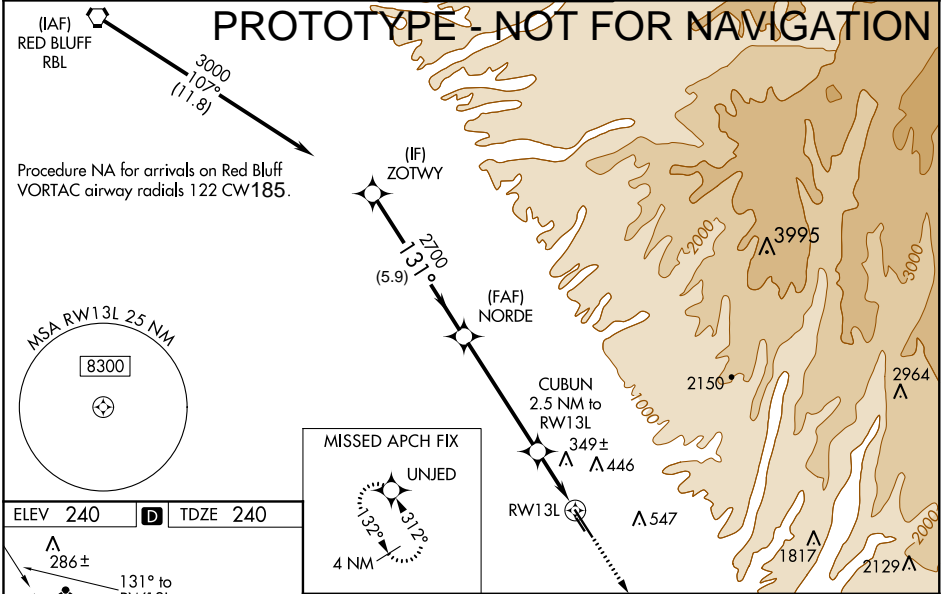 PROTOTYPE - NOT FOR NAVIGATION
(IAF)
RED BLUFF
RBL
3000
107°
(11.8)
Procedure NA for arrivals on Red Bluff
VORTAC airway radials 122 CW 185.
(IF)
ZOTWY
2700
131°
(5.9)
(FAF)
NORDE
2000
3995
3000
MSA RW13L 25 NM
8300
2150
2964
1000
CUBUN
2.5 NM to
RW13L
349±
446
MISSED APCH FIX
UNJED
132°
312°
4 NM
RW13L
547
2000
1817
2129
ELEV 240 D TDZE 240
286±
131° to